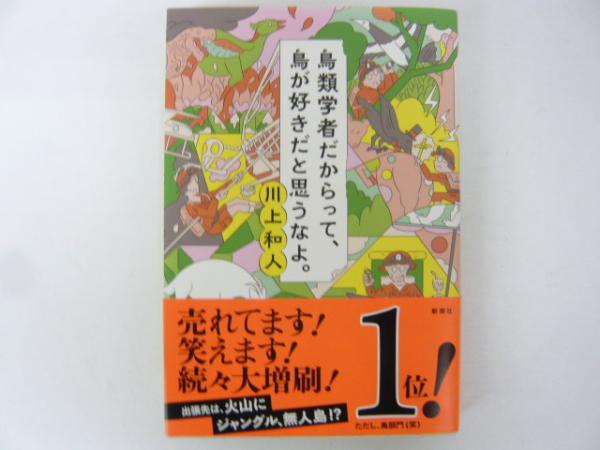 鳥類学者だからって、
鳥が好きだと思うなよ。
川上和人
新潮社
売れてます!
笑えます!
続々大増刷!
出張先は、火山に
ジャングル、無人島!?
1位!
ただし、鳥部門(笑)